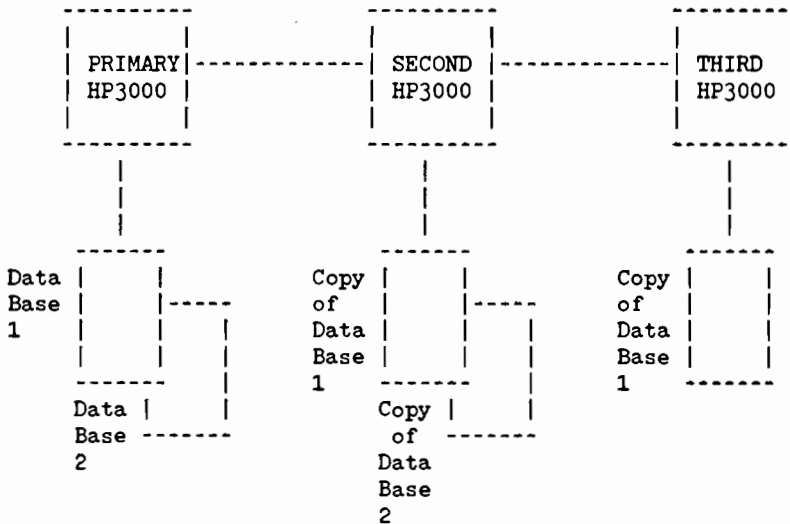 PRIMARY
HP3000
SECOND
HP3000
THIRD
HP3000
Data
Base
1
Data
Base
2
Copy
of
Data
Base
1
Copy
of
Data
Base
2
Copy
of
Data
Base
1